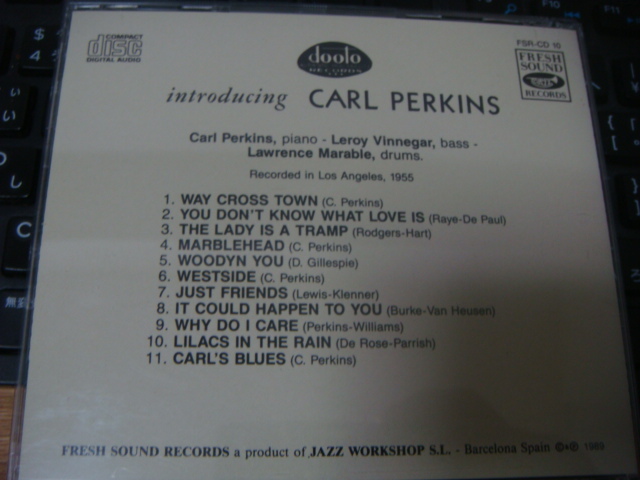 COMPACT
disc
DIGITAL AUDIO
doolo
RECORDS
FSR-CD 10
FRESH
SOUND
RECORDS
introducing CARL PERKINS
Carl Perkins, piano - Leroy Vinnegar, bass -
Lawrence Marable, drums.
Recorded in Los Angeles, 1955
1. WAY CROSS TOWN (C. Perkins)
2. YOU DON'T KNOW WHAT LOVE IS (Raye-De Paul)
3. THE LADY IS A TRAMP (Rodgers-Hart)
4. MARBLEHEAD (C. Perkins)
5. WOODYN YOU (D. Gillespie)
6. WESTSIDE (C. Perkins)
7. JUST FRIENDS (Lewis-Klenner)
8. IT COULD HAPPEN TO YOU (Burke-Van Heusen)
9. WHY DO I CARE (Perkins-Williams)
10. LILACS IN THE RAIN (De Rose-Parrish)
11. CARL'S BLUES (C. Perkins)
FRESH SOUND RECORDS a product of JAZZ WORKSHOP S.L. - Barcelona Spain ©+℗ 1989